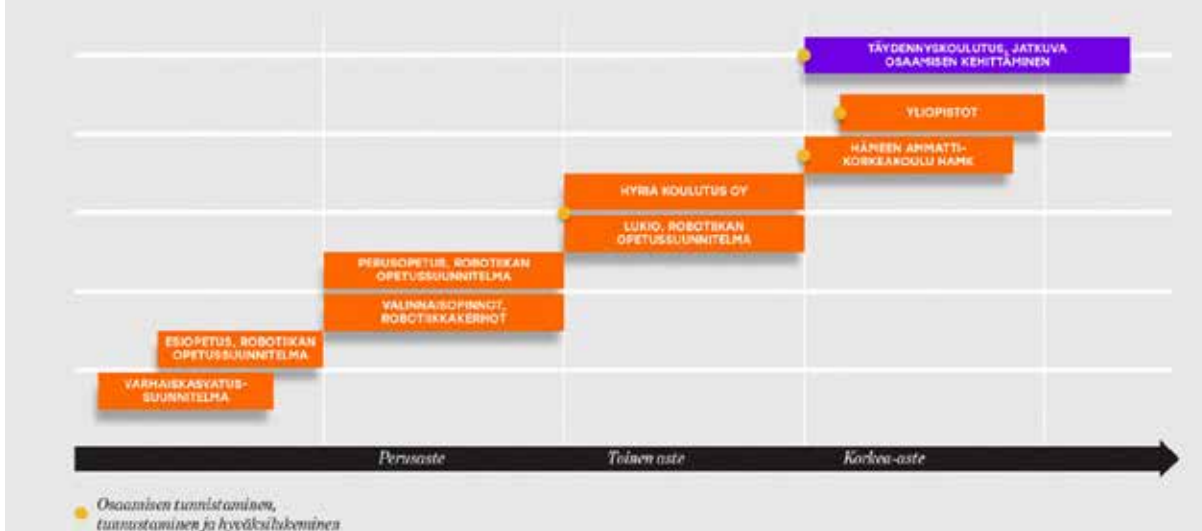 TÄYDENNYSKOULUTUS, JATKUVA
OSAAMISEN KEHITTÄMINEN
YLIOPISTOT
HÄMEEN AMMATTI-
KORKEAKOULU HAMK
HYRIA KOULUTUS OY
LUKIO, ROBOTIIKAN
OPETUSSUUNNITELMA
PERUSOPETUS, ROBOTIIKAN
OPETUSSUUNNITELMA
VALINNAISOPINNOT,
ROBOTIIKKAKERHOT
ESIOPETUS, ROBOTIIKAN
OPETUSSUUNNITELMA
VARHAISKASVATUS-
SUUNNITELMA
Perusaste
Toinen aste
Korkea-aste
Osaamisen tunnistaminen,
tunnustaminen ja hyväksilukeminen